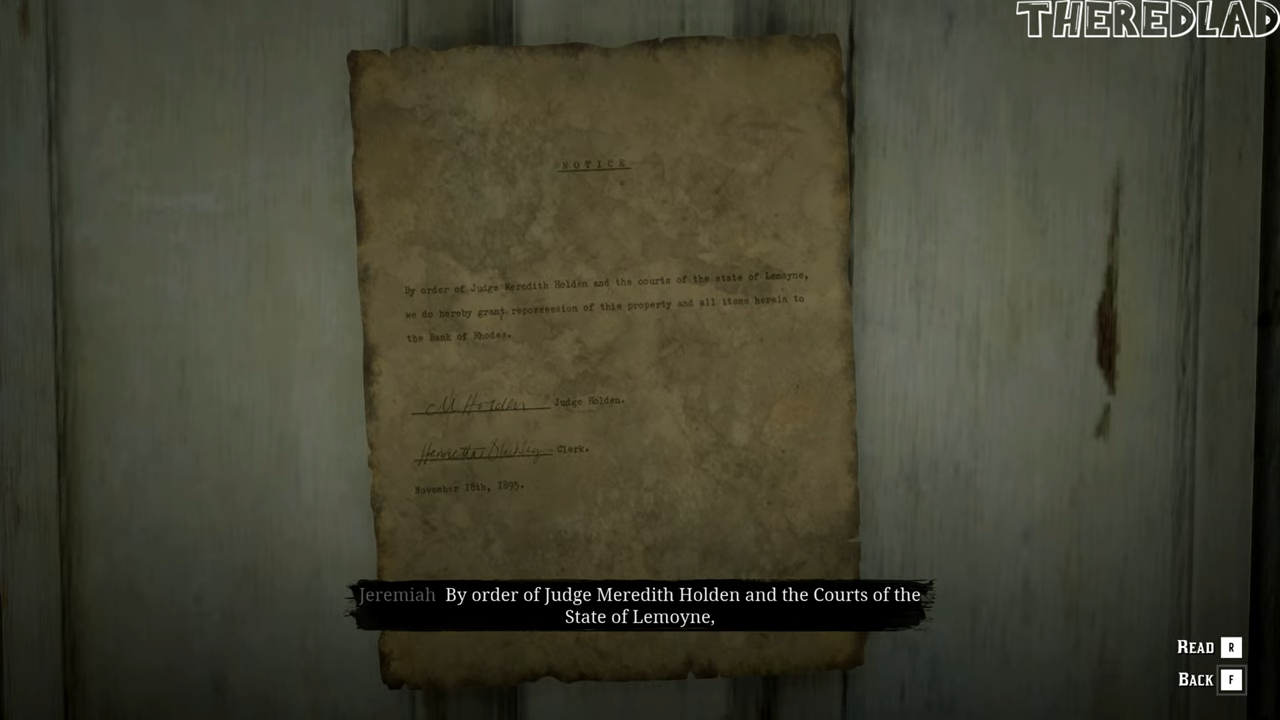 THEREDLAD
NOTICE
By order of Judge Meredith Holden and the courts of the state of Lemoyne,
we do hereby grant repossession of this property and all items herein to
the Bank of Rhodes.
M Holden Judge Holden.
Henrietta Clerk.
November 18th, 1895.
Jeremiah By order of Judge Meredith Holden and the Courts of the
State of Lemoyne,
READ R
BACK F